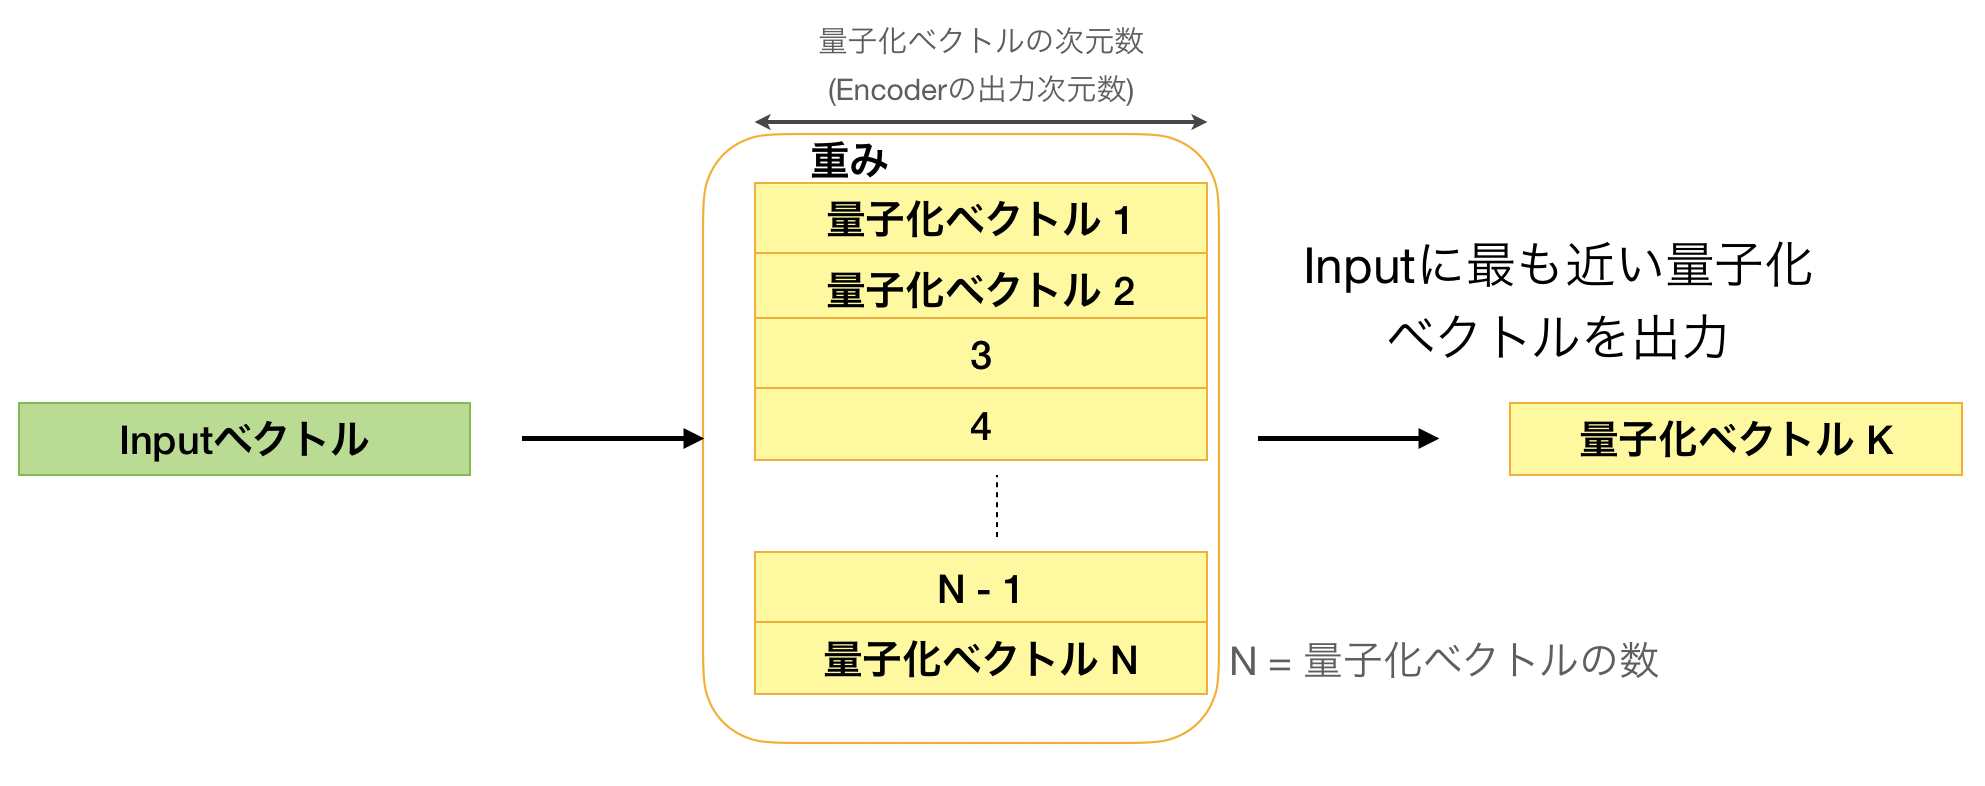 量子化ベクトルの次元数
(Encoderの出力次元数)
重み
量子化ベクトル 1
量子化ベクトル 2
3
4
N - 1
量子化ベクトル N
Inputベクトル
Inputに最も近い量子化
ベクトルを出力
量子化ベクトル K
N = 量子化ベクトルの数